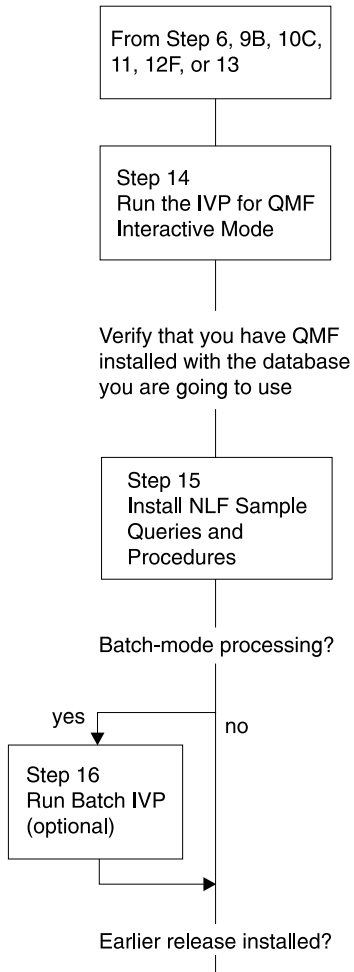 From Step 6, 9B, 10C,
11, 12F, or 13
Step 14
Run the IVP for QMF
Interactive Mode
Verify that you have QMF
installed with the database
you are going to use
Step 15
Install NLF Sample
Queries and
Procedures
Batch-mode processing?
yes
no
Step 16
Run Batch IVP
(optional)
Earlier release installed?